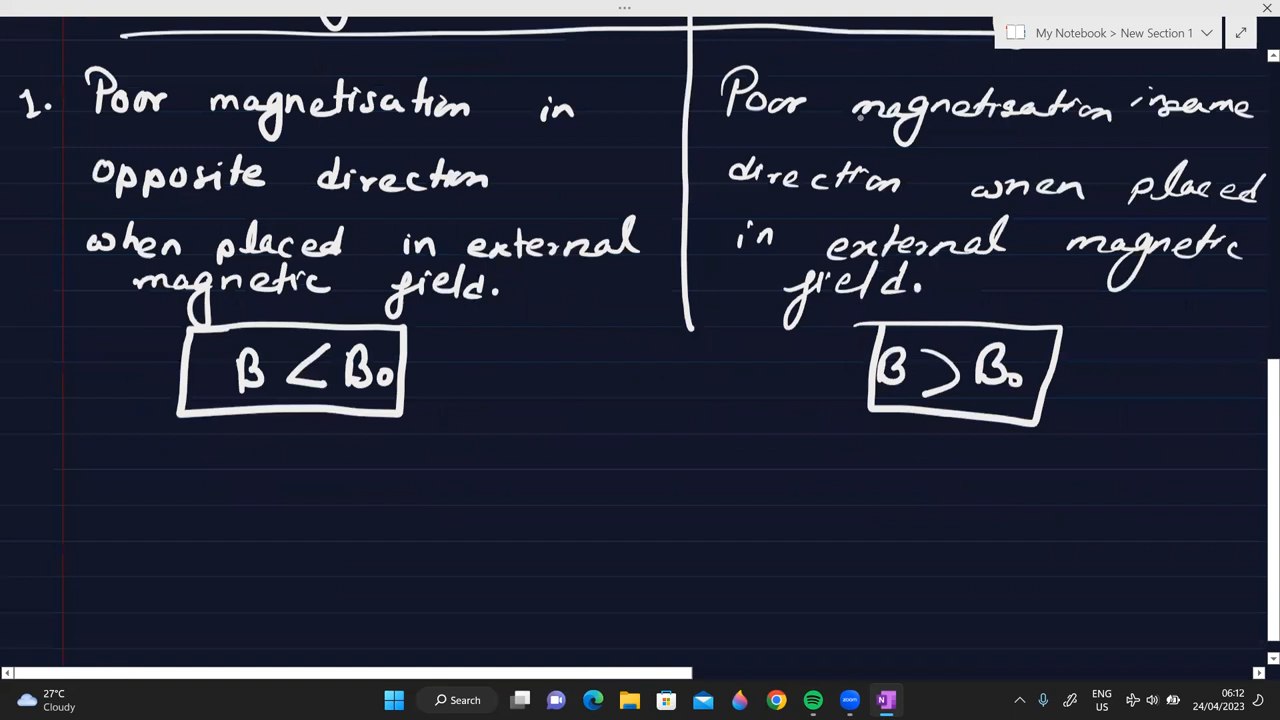 My Notebook > New Section 1
1. Poor magnetisation in
opposite direction
when placed in external
magnetic field.
B < B₀
Poor magnetisation in same
direction when placed
in external magnetic
field.
B > B₀
27°C
Cloudy
Search
zoom
ENG
US
06:12
24/04/2023